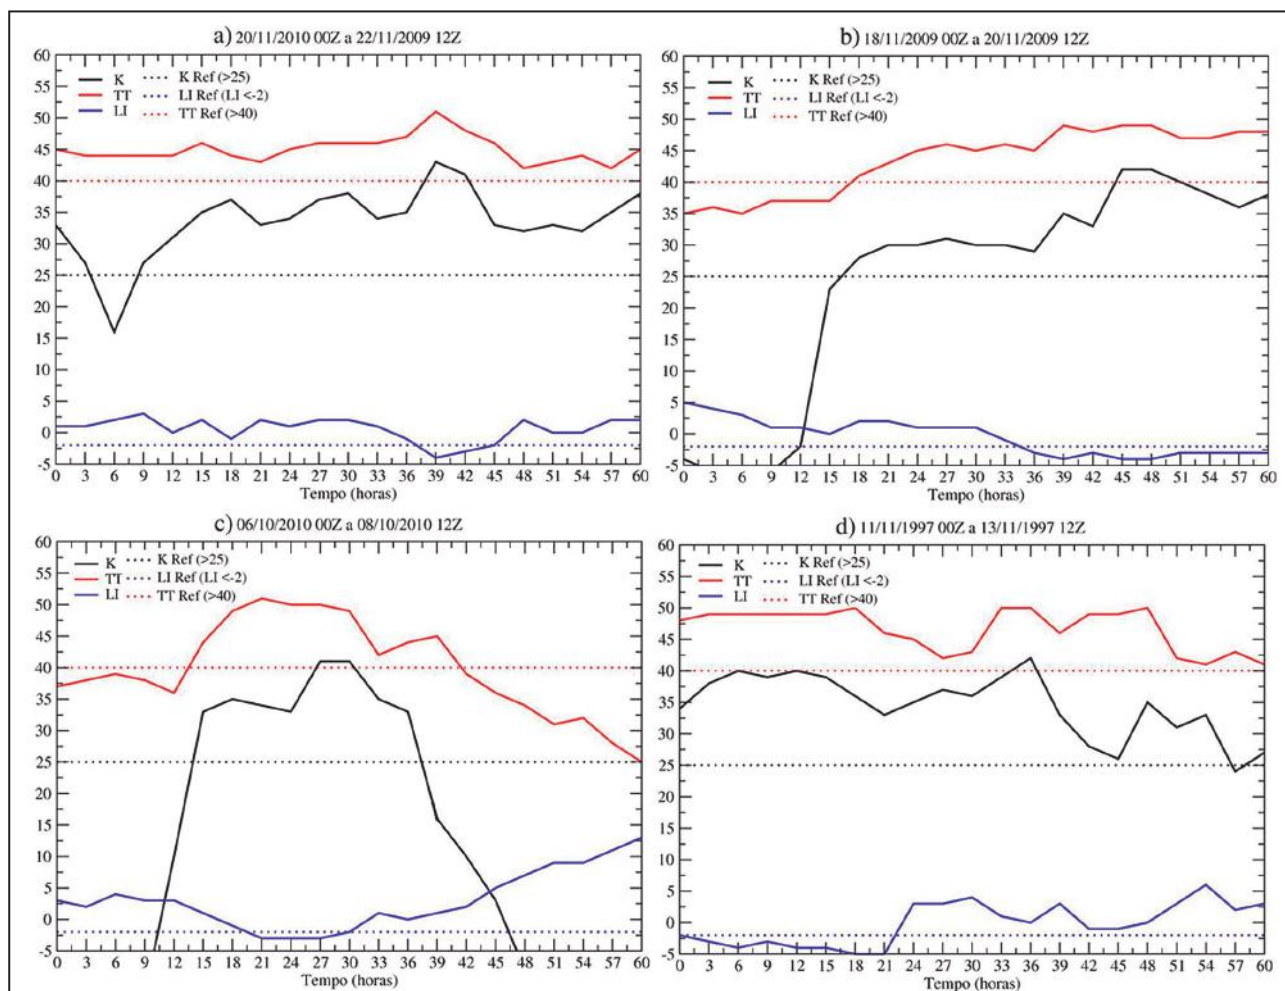 a) 20/11/2010 00Z a 22/11/2009 12Z
60
55
50
45
40
35
30
25
20
15
10
5
0
-5
K
TT
LI
K Ref (>25)
LI Ref (LI <-2)
TT Ref (>40)
0 3 6 9 12 15 18 21 24 27 30 33 36 39 42 45 48 51 54 57 60
Tempo (horas)
b) 18/11/2009 00Z a 20/11/2009 12Z
60
55
50
45
40
35
30
25
20
15
10
5
0
-5
K
TT
LI
K Ref (>25)
LI Ref (LI <-2)
TT Ref (>40)
0 3 6 9 12 15 18 21 24 27 30 33 36 39 42 45 48 51 54 57 60
Tempo (horas)
c) 06/10/2010 00Z a 08/10/2010 12Z
60
55
50
45
40
35
30
25
20
15
10
5
0
-5
K
TT
LI
K Ref (>25)
LI Ref (LI <-2)
TT Ref (>40)
0 3 6 9 12 15 18 21 24 27 30 33 36 39 42 45 48 51 54 57 60
Tempo (horas)
d) 11/11/1997 00Z a 13/11/1997 12Z
60
55
50
45
40
35
30
25
20
15
10
5
0
-5
K
TT
LI
K Ref (>25)
LI Ref (LI <-2)
TT Ref (>40)
0 3 6 9 12 15 18 21 24 27 30 33 36 39 42 45 48 51 54 57 60
Tempo (horas)